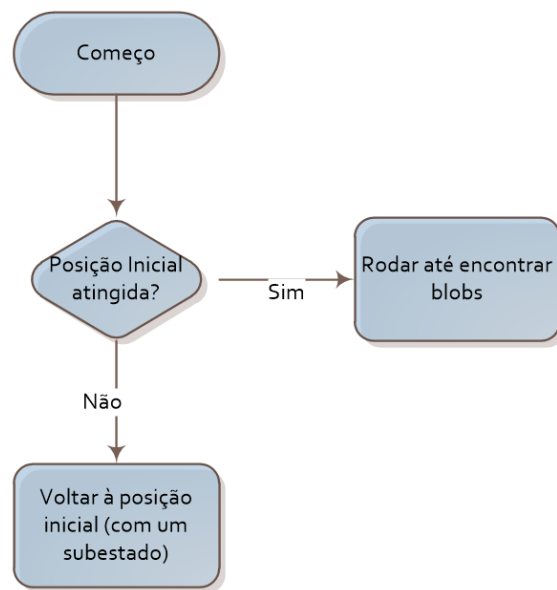 Começo
Posição Inicial
atingida?
Sim
Rodar até encontrar
blobs
Não
Voltar à posição
inicial (com um
subestado)